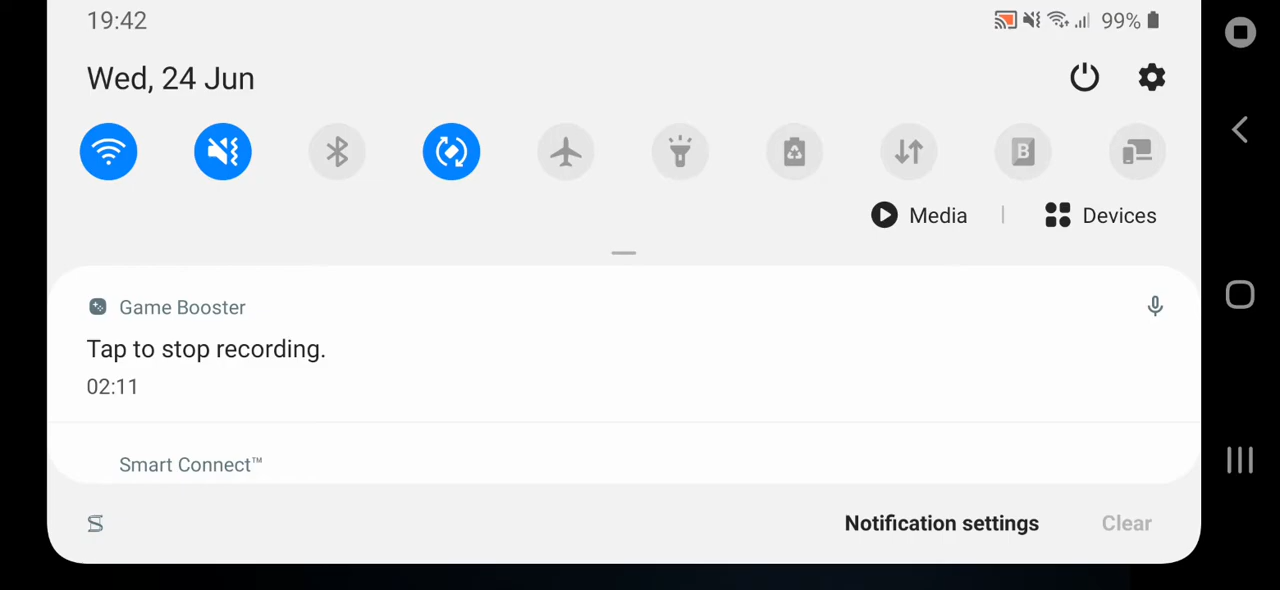 19:42
99%
Wed, 24 Jun
Media
Devices
Game Booster
Tap to stop recording.
02:11
Smart Connect™
Notification settings
Clear